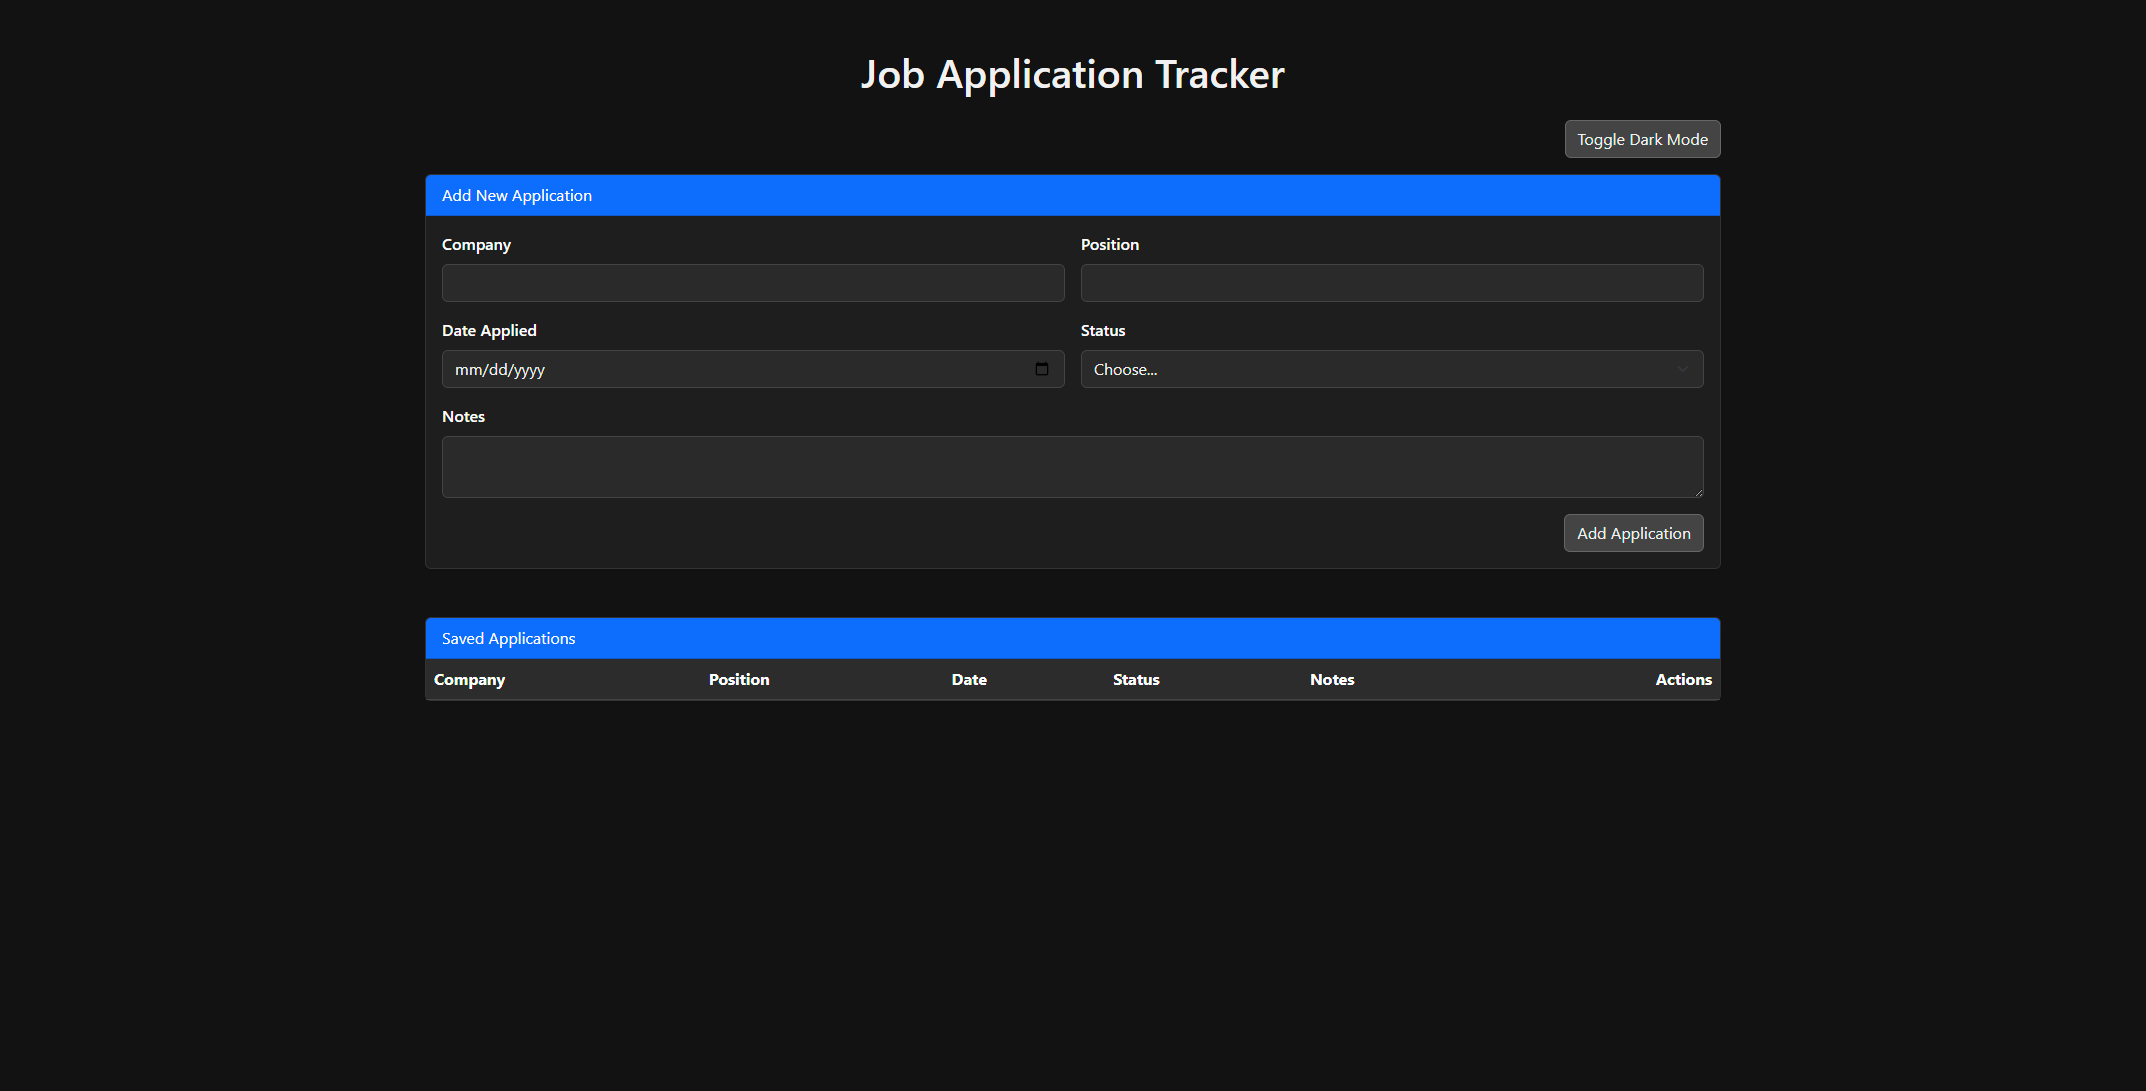 Job Application Tracker
Toggle Dark Mode
Add New Application
Company Position
Date Applied Status
mm/dd/yyyy Choose...
Notes
Add Application
Saved Applications
Company Position Date Status Notes Actions